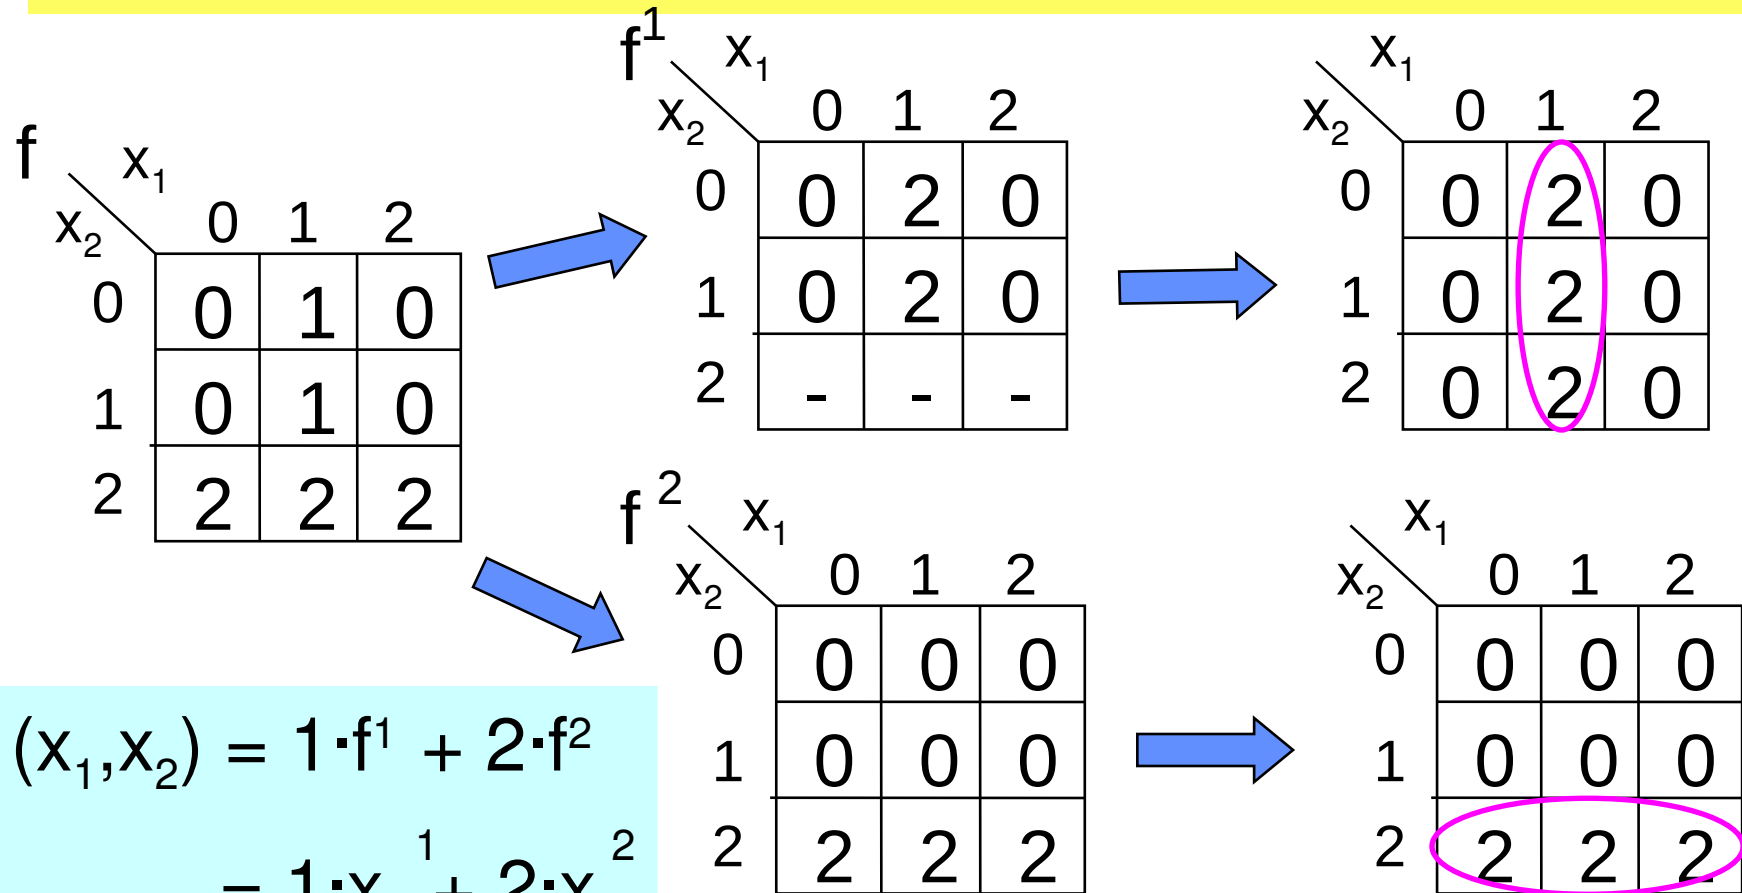 f x₁
x₂ 0 1 2
0 0 1 0
1 0 1 0
2 2 2 2
f¹ x₁
x₂ 0 1 2
0 0 2 0
1 0 2 0
2 - - -
x₁
x₂ 0 1 2
0 0 2 0
1 0 2 0
2 0 2 0
f ² x₁
x₂ 0 1 2
0 0 0 0
1 0 0 0
2 2 2 2
x₁
x₂ 0 1 2
0 0 0 0
1 0 0 0
2 2 2 2
(x₁,x₂) = 1·f¹ + 2·f²
= 1·x ¹ + 2·x ²